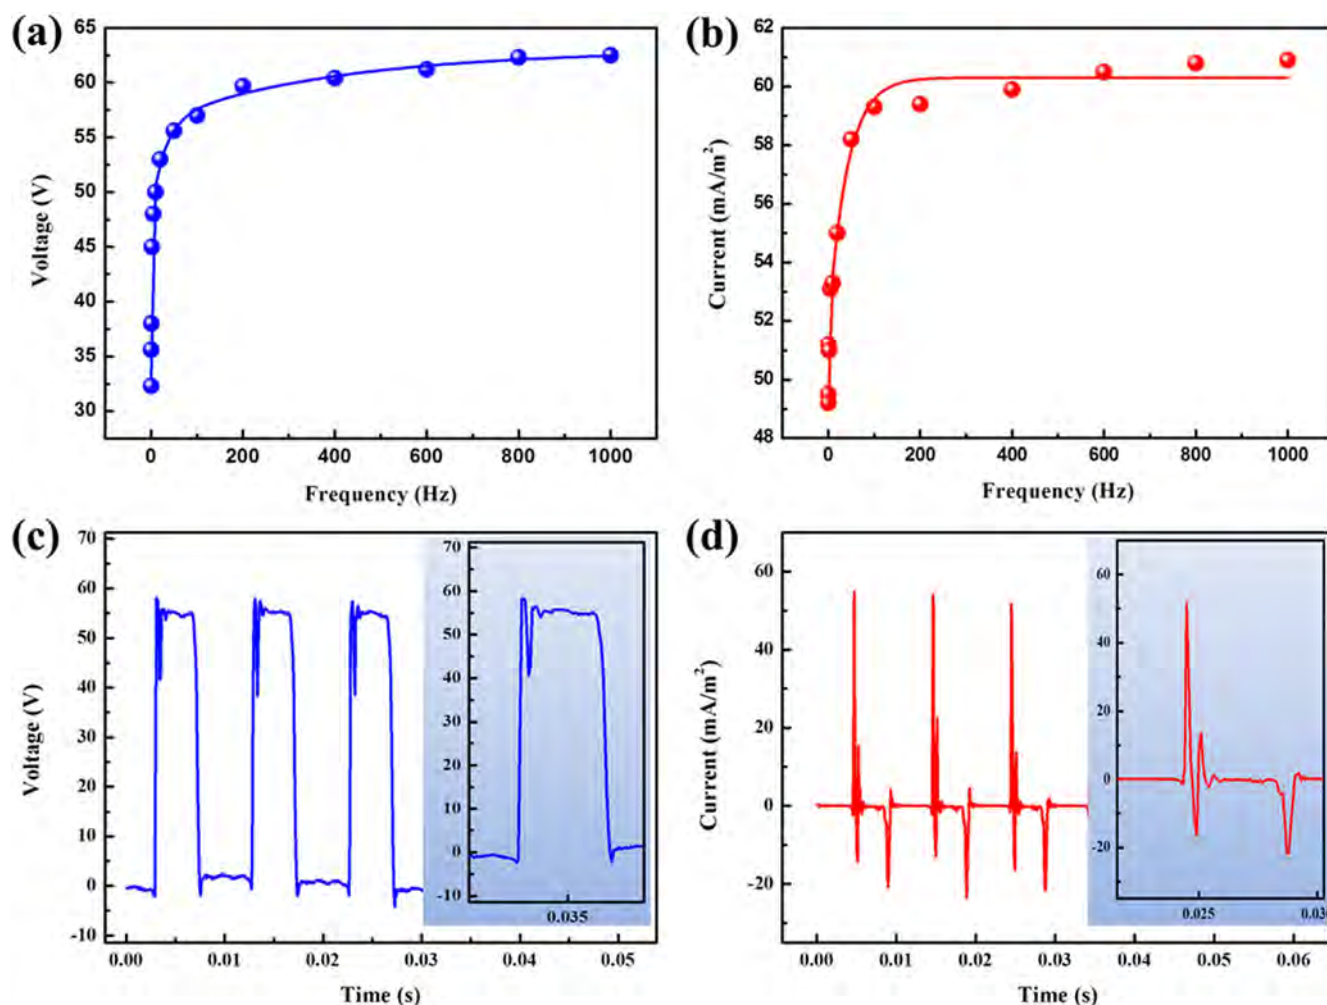 (a)
65
60
55
50
45
40
35
30
Voltage (V)
0 200 400 600 800 1000
Frequency (Hz)
(b)
62
60
58
56
54
52
50
48
Current (mA/m²)
0 200 400 600 800 1000
Frequency (Hz)
(c)
70
60
50
40
30
20
10
0
-10
Voltage (V)
0.00 0.01 0.02 0.03 0.04 0.05
Time (s)
70
60
50
40
30
20
10
0
-10
0.035
(d)
60
40
20
0
-20
Current (mA/m²)
0.00 0.01 0.02 0.03 0.04 0.05 0.06
Time (s)
60
40
20
0
-20
0.025 0.030